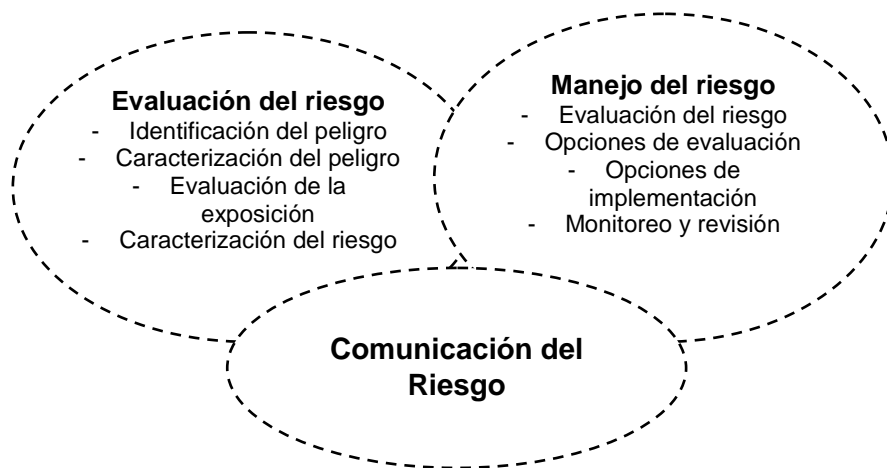 Evaluación del riesgo
- Identificación del peligro
- Caracterización del peligro
- Evaluación de la
exposición
- Caracterización del riesgo
Manejo del riesgo
- Evaluación del riesgo
- Opciones de evaluación
- Opciones de
implementación
- Monitoreo y revisión
Comunicación del
Riesgo